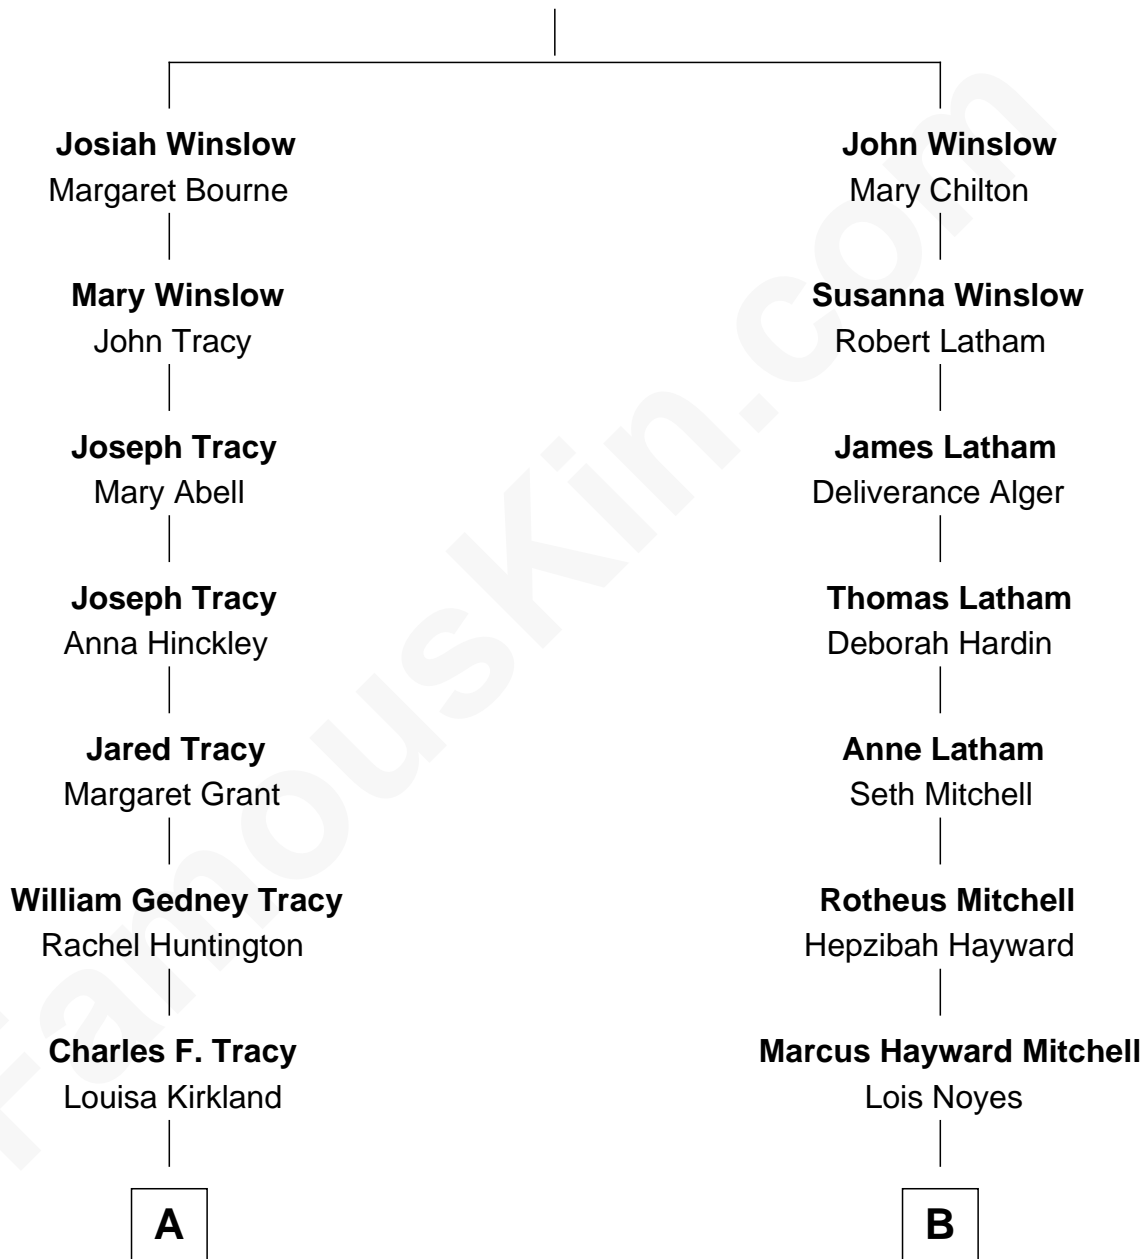 Josiah Winslow
Margaret Bourne
Mary Winslow
John Tracy
Joseph Tracy
Mary Abell
Joseph Tracy
Anna Hinckley
Jared Tracy
Margaret Grant
William Gedney Tracy
Rachel Huntington
Charles F. Tracy
Louisa Kirkland
A
John Winslow
Mary Chilton
Susanna Winslow
Robert Latham
James Latham
Deliverance Alger
Thomas Latham
Deborah Hardin
Anne Latham
Seth Mitchell
Rotheus Mitchell
Hepzibah Hayward
Marcus Hayward Mitchell
Lois Noyes
B
FamousKin.com